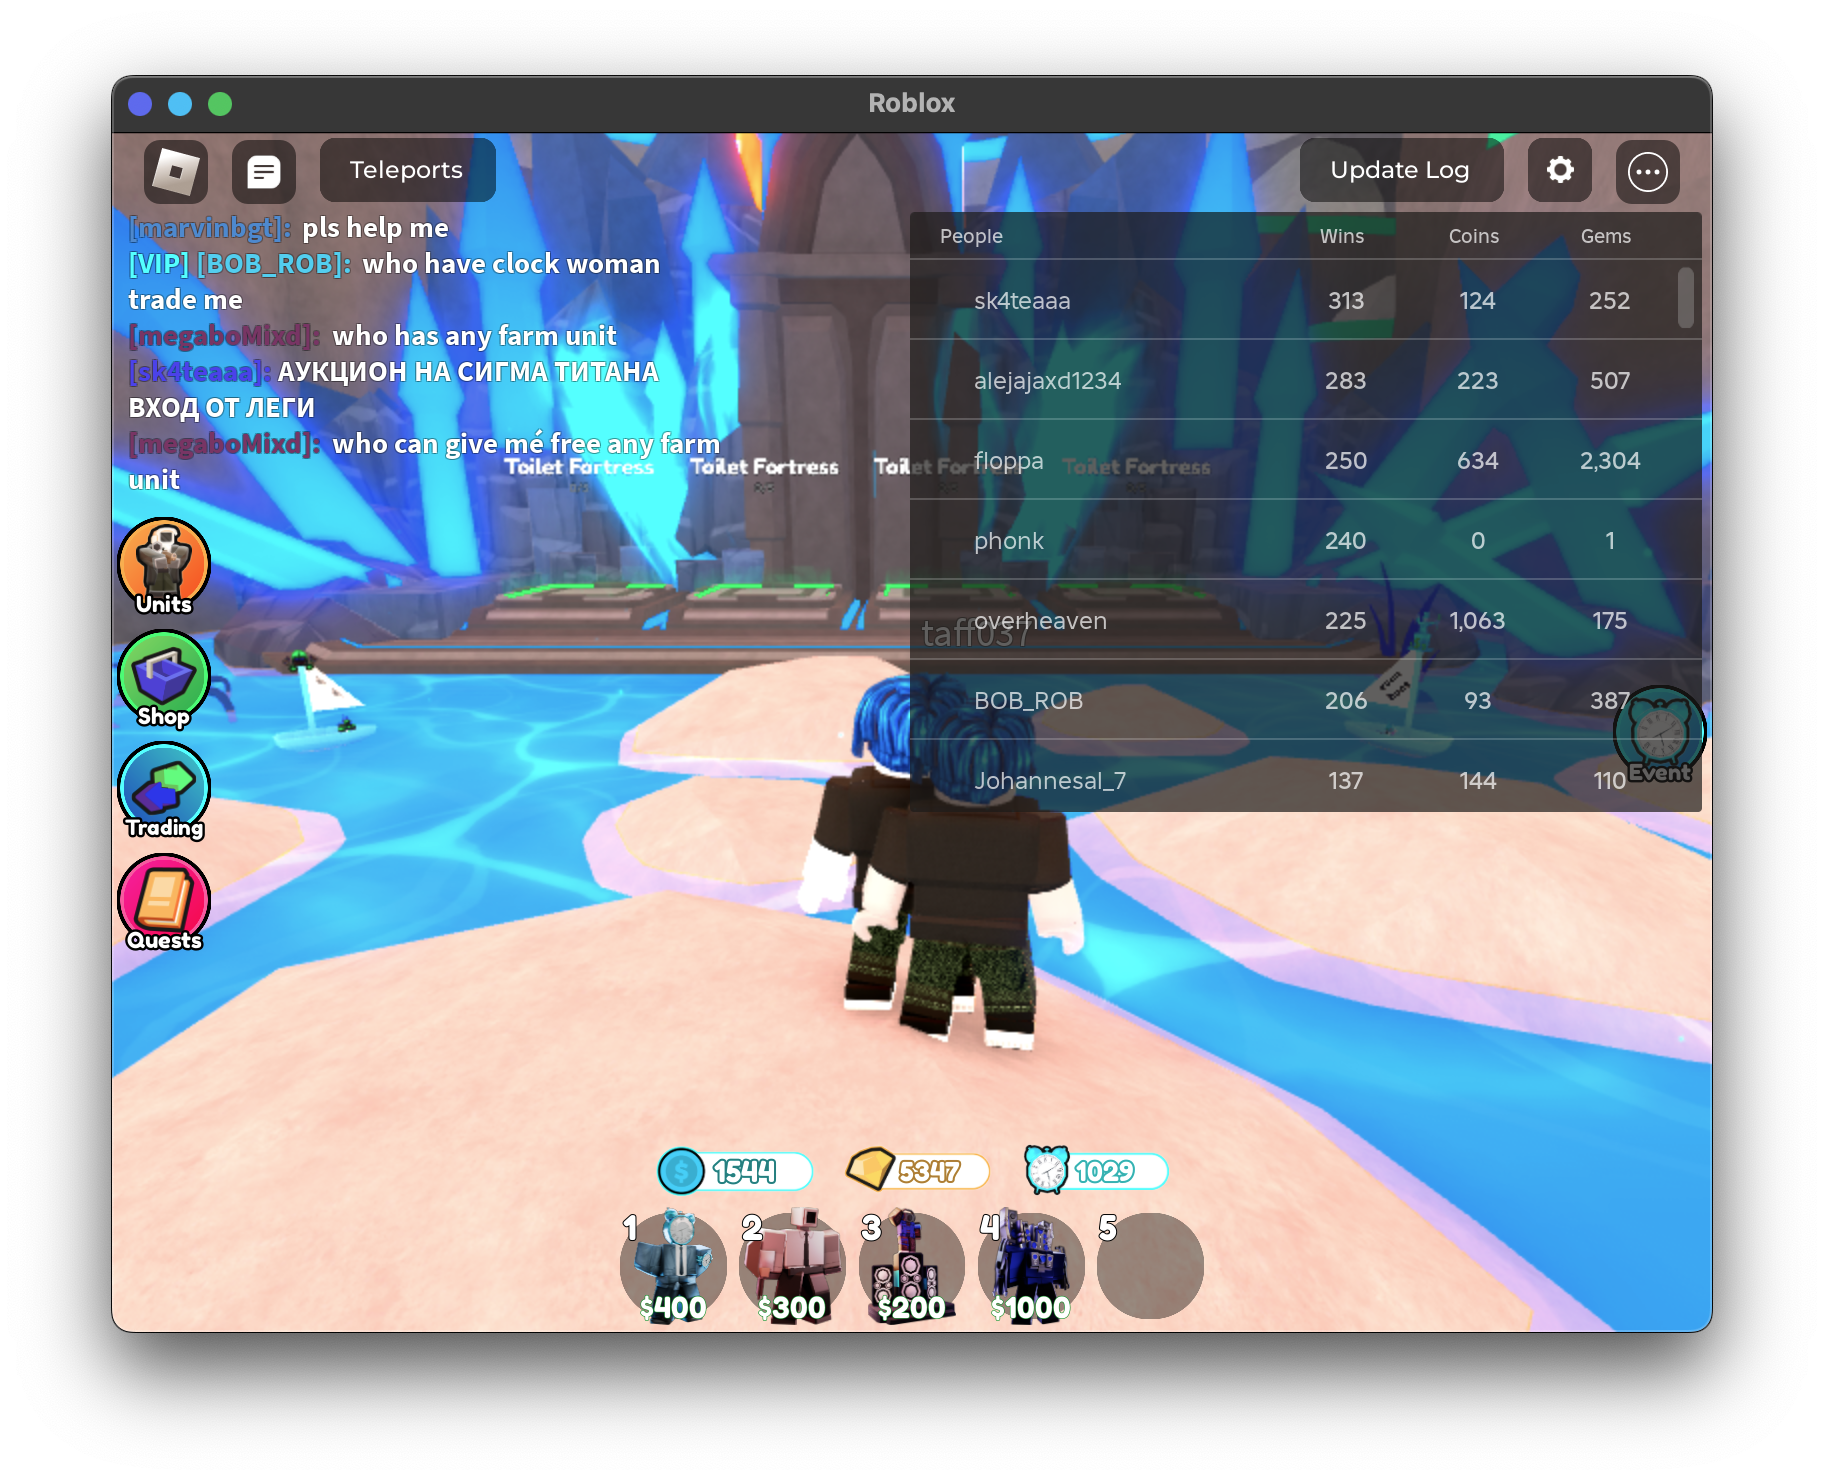 Roblox
Teleports
Update Log
[marvinbgt]: pls help me
[VIP] [BOB_ROB]: who have clock woman
trade me
[megaboMixd]: who has any farm unit
[sk4teaaa]: АУКЦИОН НА СИГМА ТИТАНА
ВХОД ОТ ЛЕГИ
[megaboMixd]: who can give mé free any farm
unit
People Wins Coins Gems
sk4teaaa 313 124 252
alejajaxd1234 283 223 507
floppa 250 634 2,304
phonk 240 0 1
overheaven 225 1,063 175
BOB_ROB 206 93 387
Johannesal_7 137 144 110
Toilet Fortress Toilet Fortress Toilet Fortress Toilet Fortress
taff037
Units
Shop
Trading
Quests
Event
$ 1544 5347 1029
1 2 3 4 5
$400 $300 $200 $1000